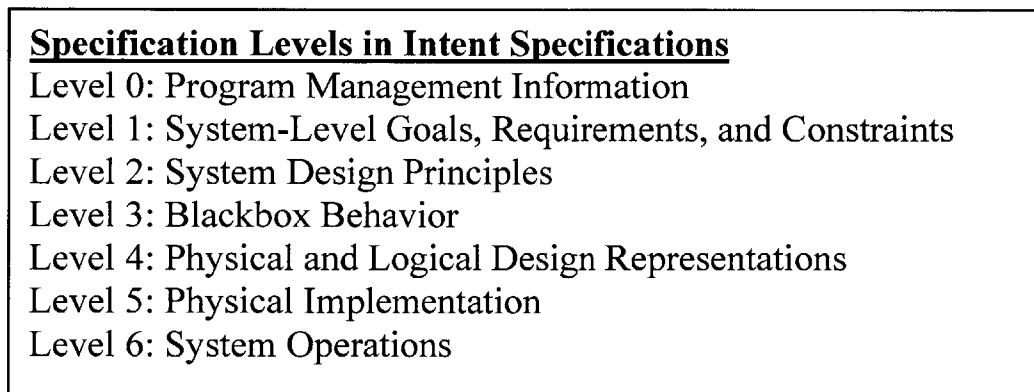 Specification Levels in Intent Specifications
Level 0: Program Management Information
Level 1: System-Level Goals, Requirements, and Constraints
Level 2: System Design Principles
Level 3: Blackbox Behavior
Level 4: Physical and Logical Design Representations
Level 5: Physical Implementation
Level 6: System Operations